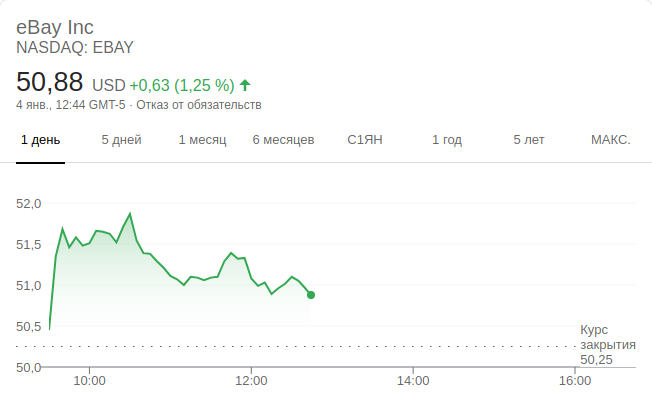 eBay Inc
NASDAQ: EBAY
50,88 USD +0,63 (1,25 %)
4 янв., 12:44 GMT-5 · Отказ от обязательств
1 день 5 дней 1 месяц 6 месяцев С1ЯН 1 год 5 лет МАКС.
52,0
51,5
51,0
50,5
Курс
закрытия
50,25
50,0
10:00 12:00 14:00 16:00